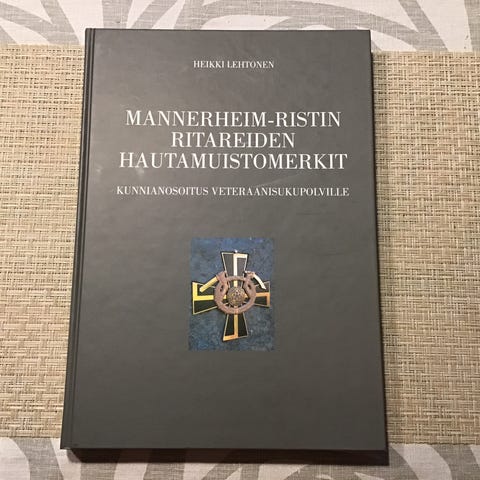 HEIKKI LEHTONEN
MANNERHEIM-RISTIN
RITAREIDEN
HAUTAMUISTOMERKIT
KUNNIANOSOITUS VETERAANISUKUPOLVILLE